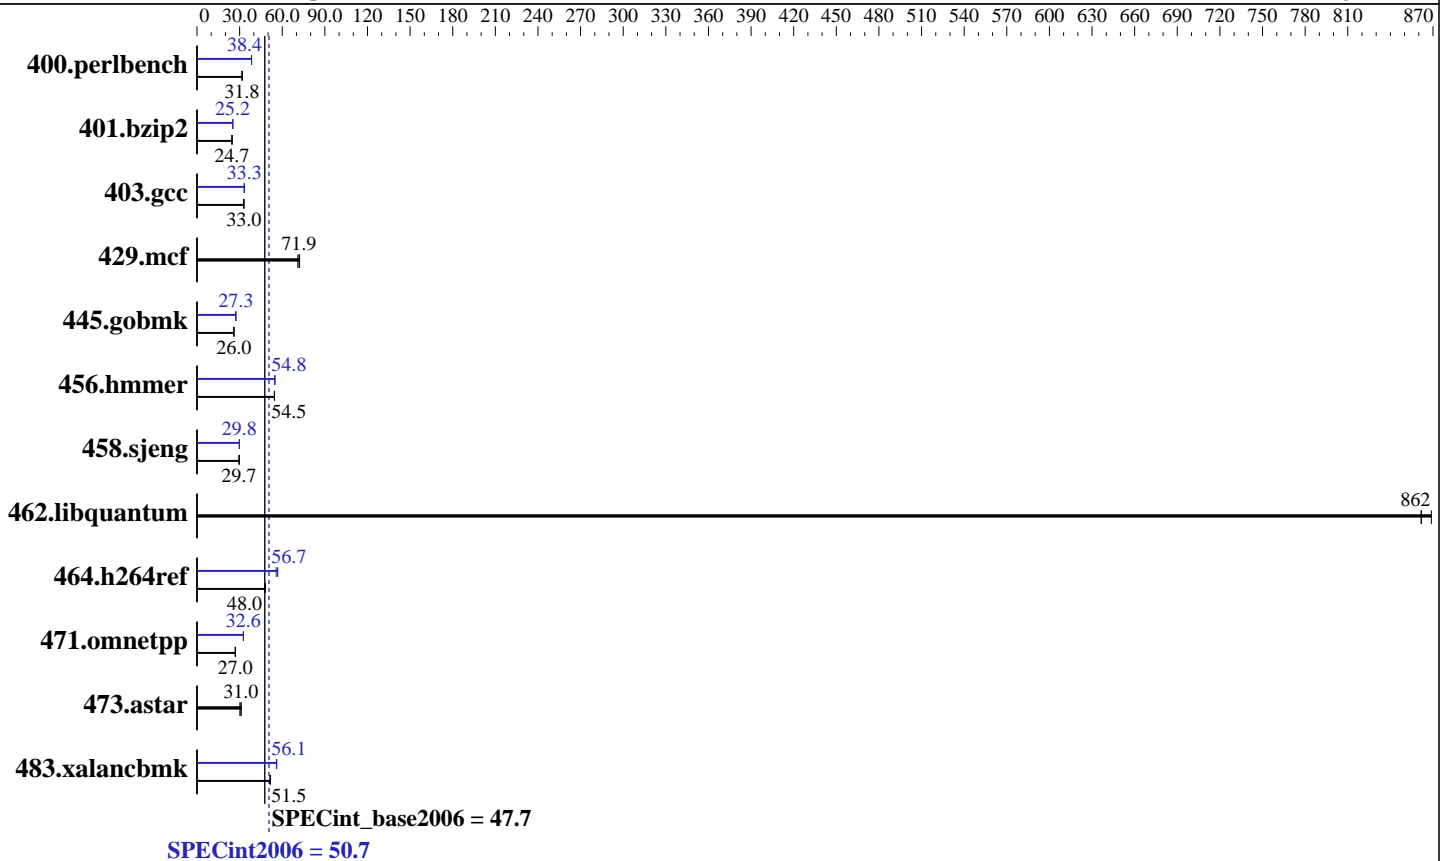 0 30.0 60.0 90.0 120 150 180 210 240 270 300 330 360 390 420 450 480 510 540 570 600 630 660 690 720 750 780 810 870
38.4
400.perlbench
31.8
25.2
401.bzip2
24.7
33.3
403.gcc
33.0
71.9
429.mcf
27.3
445.gobmk
26.0
54.8
456.hmmer
54.5
29.8
458.sjeng
29.7
862
462.libquantum
56.7
464.h264ref
48.0
32.6
471.omnetpp
27.0
31.0
473.astar
56.1
483.xalancbmk
51.5
SPECint_base2006 = 47.7
SPECint2006 = 50.7